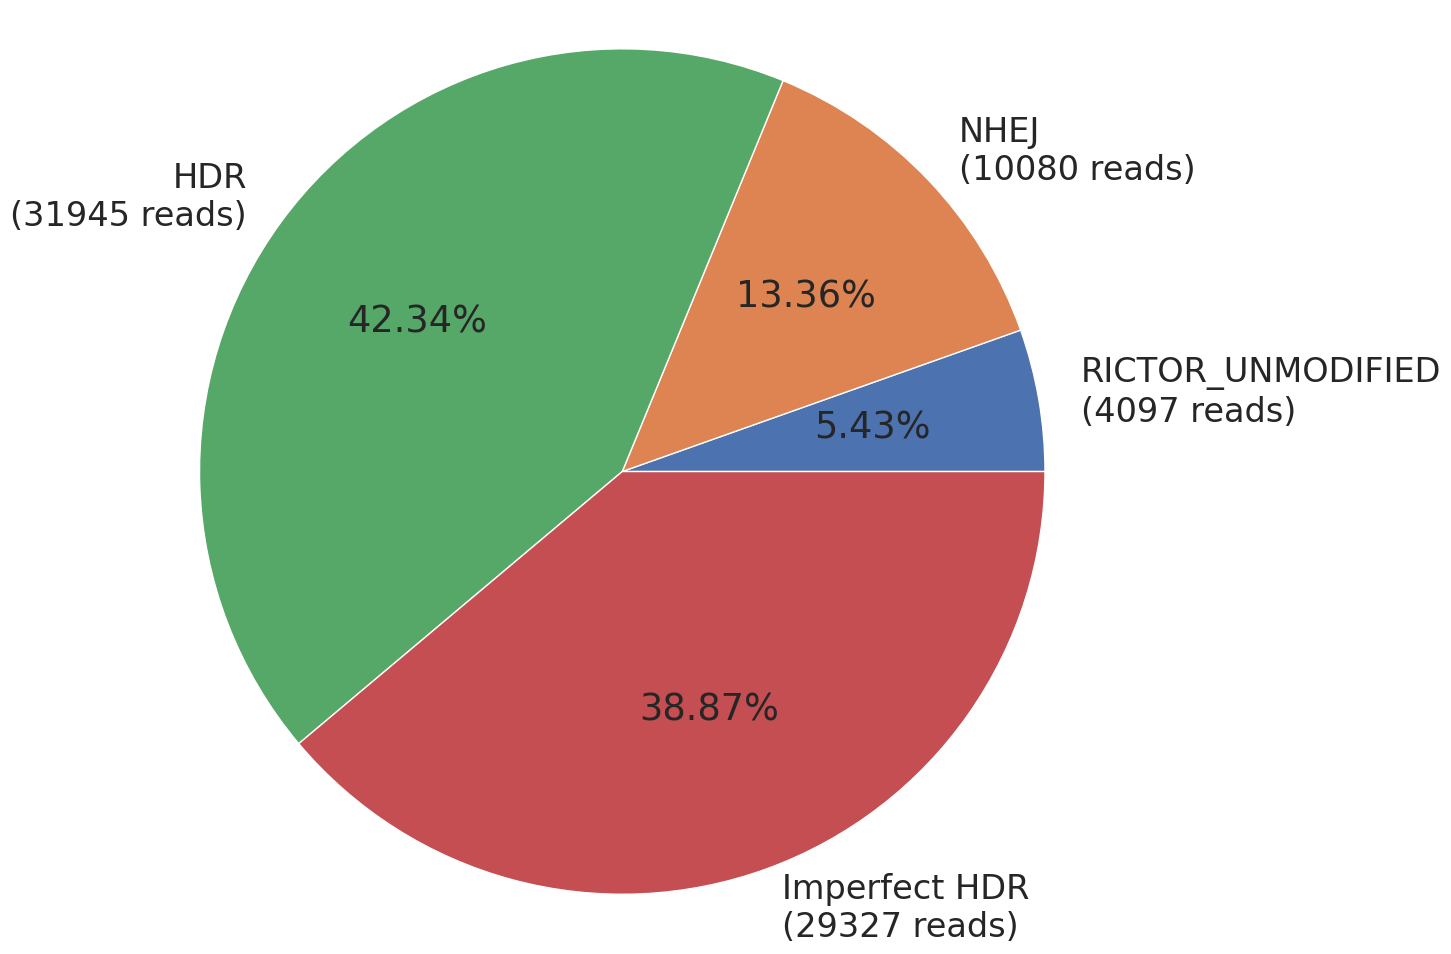 NHEJ
(10080 reads)
HDR
(31945 reads)
13.36%
42.34%
RICTOR_UNMODIFIED
(4097 reads)
5.43%
38.87%
Imperfect HDR
(29327 reads)